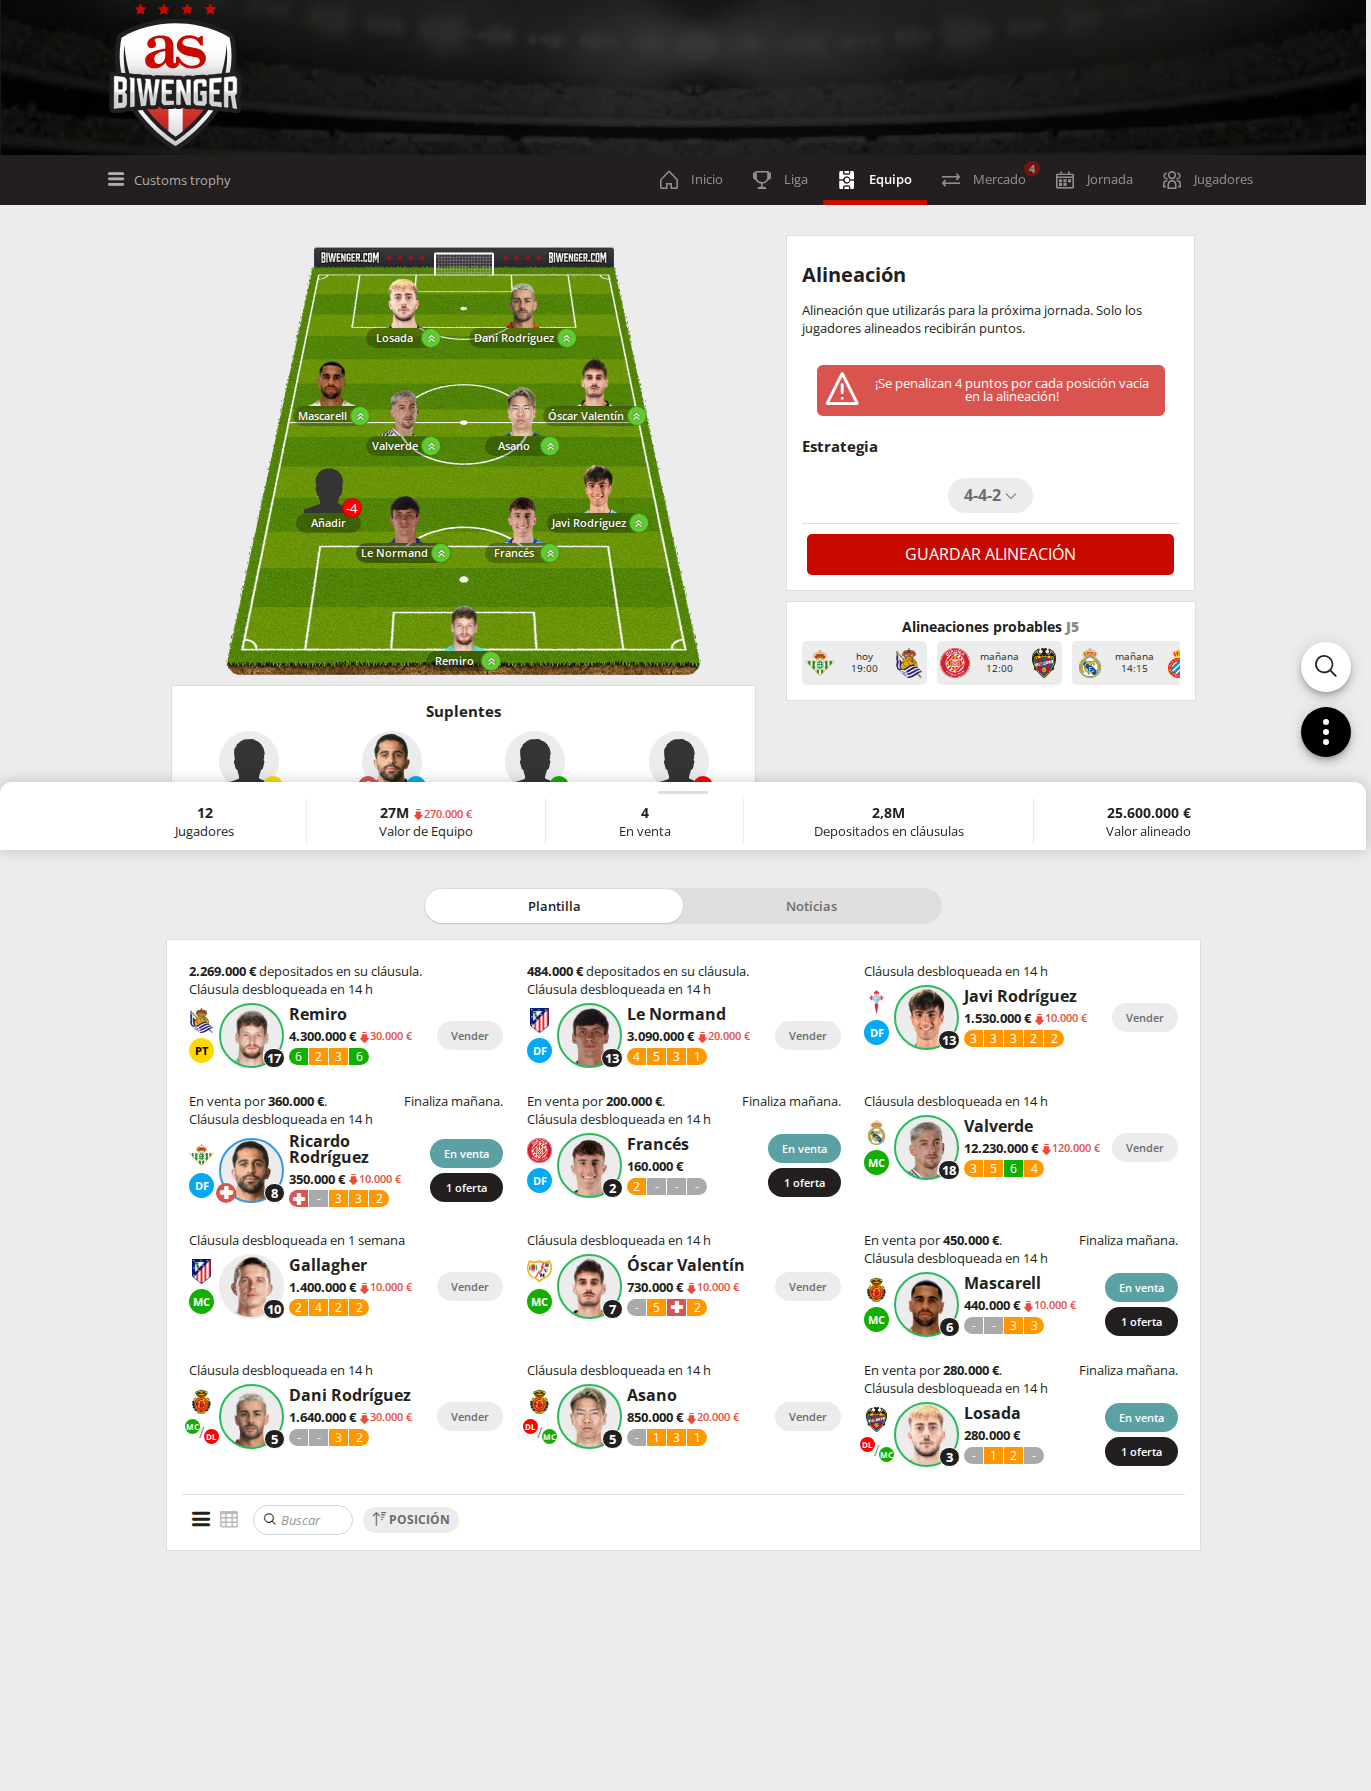 as
BIWENGER
Customs trophy
Inicio
Liga
Equipo
Mercado
4
Jornada
Jugadores
BIWENGER.COM
BIWENGER.COM
Losada
Dani Rodríguez
Mascarell
Óscar Valentín
Valverde
Asano
-4
Añadir
Javi Rodríguez
Le Normand
Francés
Remiro
Alineación
Alineación que utilizarás para la próxima jornada. Solo los
jugadores alineados recibirán puntos.
¡Se penalizan 4 puntos por cada posición vacía
en la alineación!
Estrategia
4-4-2
GUARDAR ALINEACIÓN
Alineaciones probables J5
hoy
19:00
mañana
12:00
mañana
14:15
Suplentes
12
Jugadores
27M 270.000 €
Valor de Equipo
4
En venta
2,8M
Depositados en cláusulas
25.600.000 €
Valor alineado
Plantilla
Noticias
2.269.000 € depositados en su cláusula.
Cláusula desbloqueada en 14 h
PT
17
Remiro
4.300.000 € 30.000 €
6 2 3 6
Vender
484.000 € depositados en su cláusula.
Cláusula desbloqueada en 14 h
DF
13
Le Normand
3.090.000 € 20.000 €
4 5 3 1
Vender
Cláusula desbloqueada en 14 h
DF
13
Javi Rodríguez
1.530.000 € 10.000 €
3 3 3 2 2
Vender
En venta por 360.000 €. Finaliza mañana.
Cláusula desbloqueada en 14 h
DF
8
Ricardo
Rodríguez
350.000 € 10.000 €
- 3 3 2
En venta
1 oferta
En venta por 200.000 €. Finaliza mañana.
Cláusula desbloqueada en 14 h
DF
2
Francés
160.000 €
2 - - -
En venta
1 oferta
Cláusula desbloqueada en 14 h
MC
18
Valverde
12.230.000 € 120.000 €
3 5 6 4
Vender
Cláusula desbloqueada en 1 semana
MC
10
Gallagher
1.400.000 € 10.000 €
2 4 2 2
Vender
Cláusula desbloqueada en 14 h
MC
7
Óscar Valentín
730.000 € 10.000 €
- 5 2
Vender
En venta por 450.000 €. Finaliza mañana.
Cláusula desbloqueada en 14 h
MC
6
Mascarell
440.000 € 10.000 €
- - 3 3
En venta
1 oferta
Cláusula desbloqueada en 14 h
MC/DL
5
Dani Rodríguez
1.640.000 € 30.000 €
- - 3 2
Vender
Cláusula desbloqueada en 14 h
DL/MC
5
Asano
850.000 € 20.000 €
- 1 3 1
Vender
En venta por 280.000 €. Finaliza mañana.
Cláusula desbloqueada en 14 h
DL/MC
3
Losada
280.000 €
- 1 2 -
En venta
1 oferta
Buscar
POSICIÓN